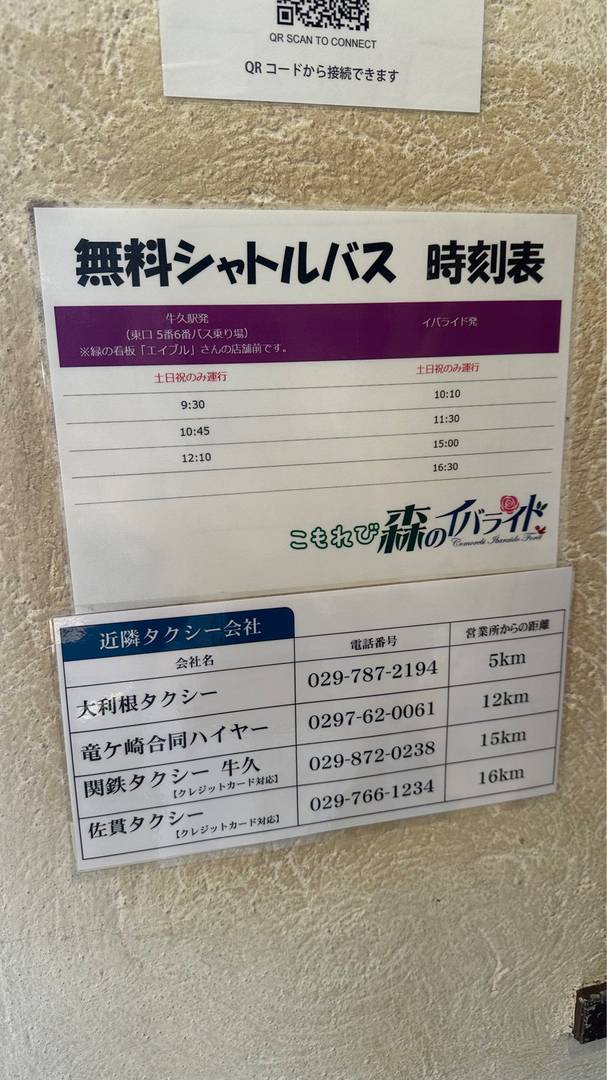 QR SCAN TO CONNECT
QRコードから接続できます
無料シャトルバス 時刻表
牛久駅発
(東口 5番6番バス乗り場)
※緑の看板「エイブル」さんの店舗前です。
イバライド発
土日祝のみ運行 土日祝のみ運行
9:30 10:10
10:45 11:30
12:10 15:00
16:30
こもれび森のイバライド
Comorebi Ibaraido Forest
近隣タクシー会社
会社名 電話番号 営業所からの距離
大利根タクシー 029-787-2194 5km
竜ケ崎合同ハイヤー 0297-62-0061 12km
関鉄タクシー 牛久 029-872-0238 15km
【クレジットカード対応】
佐貫タクシー 029-766-1234 16km
【クレジットカード対応】